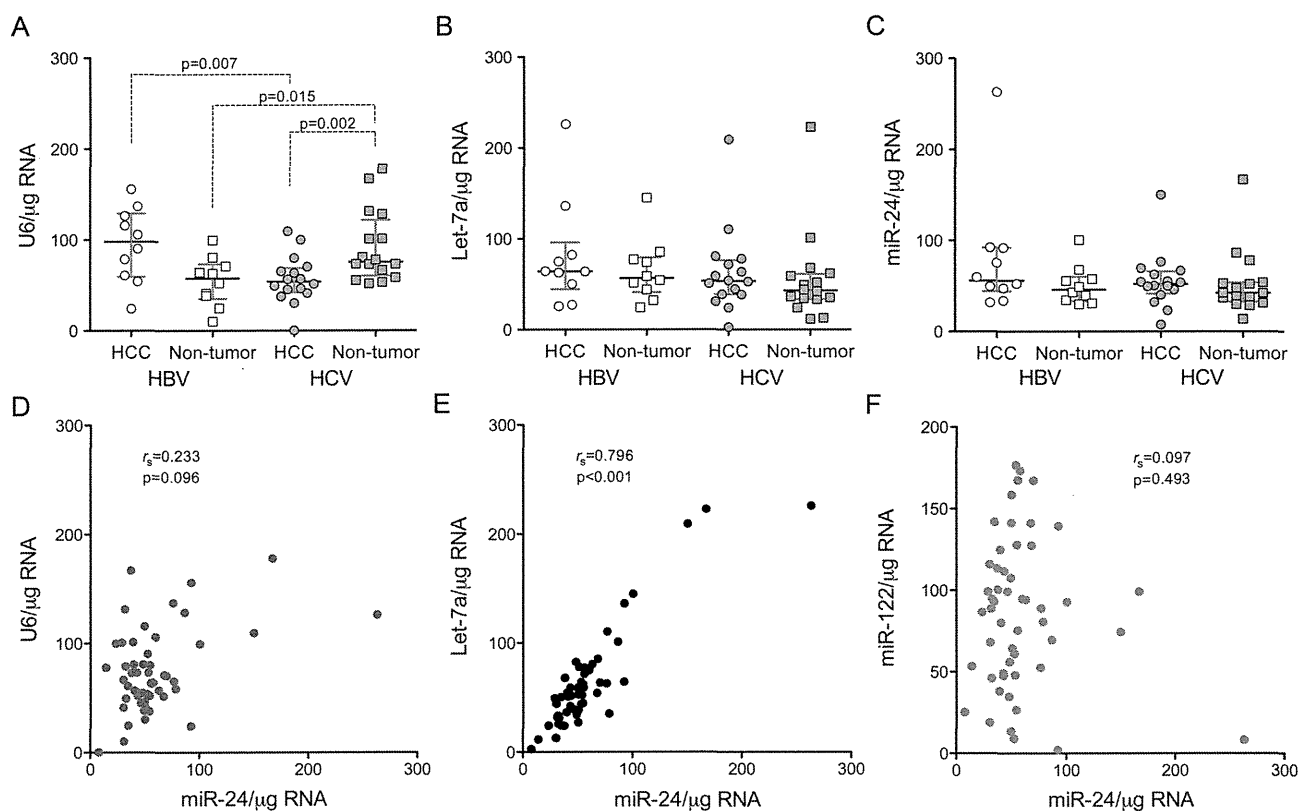 A
U6/µg RNA
300
200
100
0
p=0.007
p=0.015
p=0.002
HCC Non-tumor HCC Non-tumor
HBV HCV
B
Let-7a/µg RNA
300
200
100
0
HCC Non-tumor HCC Non-tumor
HBV HCV
C
miR-24/µg RNA
300
200
100
0
HCC Non-tumor HCC Non-tumor
HBV HCV
D
U6/µg RNA
300
200
100
0
rs=0.233
p=0.096
0 100 200 300
miR-24/µg RNA
E
Let-7a/µg RNA
300
200
100
0
rs=0.796
p<0.001
0 100 200 300
miR-24/µg RNA
F
miR-122/µg RNA
200
150
100
50
0
rs=0.097
p=0.493
0 100 200 300
miR-24/µg RNA